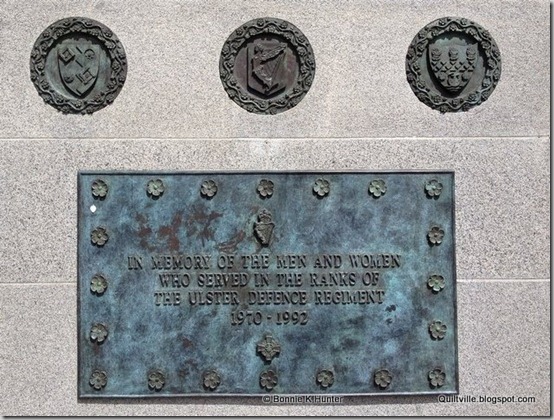 IN MEMORY OF THE MEN AND WOMEN
WHO SERVED IN THE RANKS OF
THE ULSTER DEFENCE REGIMENT
1970 - 1992
© Bonnie K Hunter
Quiltville.blogspot.com